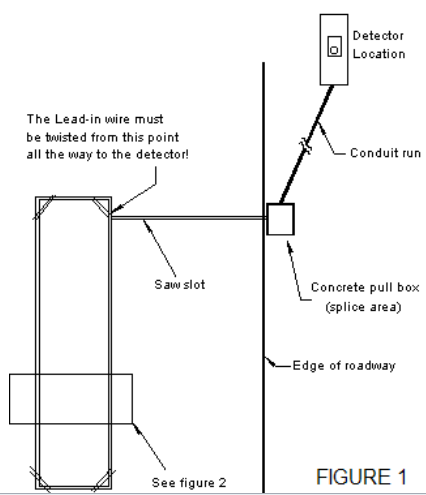 Detector
Location
The Lead-in wire must
be twisted from this point
all the way to the detector!
Conduit run
Saw slot
Concrete pull box
(splice area)
Edge of roadway
See figure 2
FIGURE 1